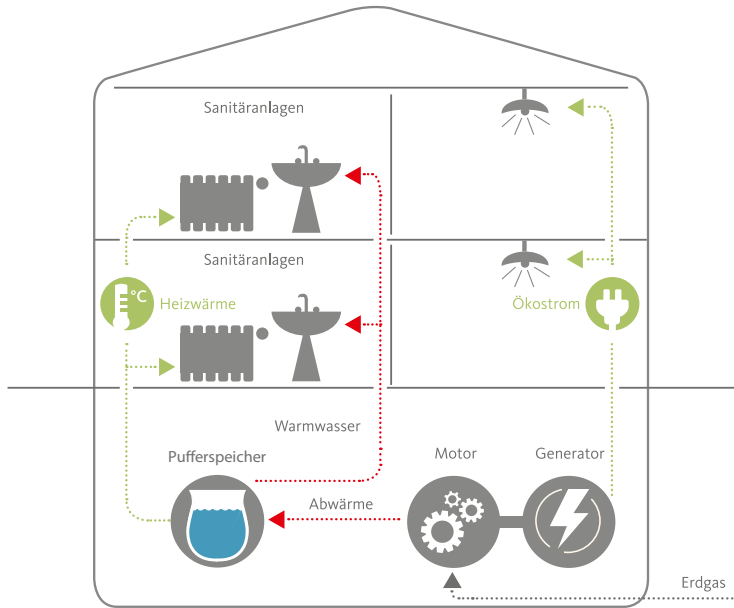 Sanitäranlagen
Sanitäranlagen
°C
Heizwärme
Ökostrom
Warmwasser
Pufferspeicher
Motor
Generator
Abwärme
Erdgas